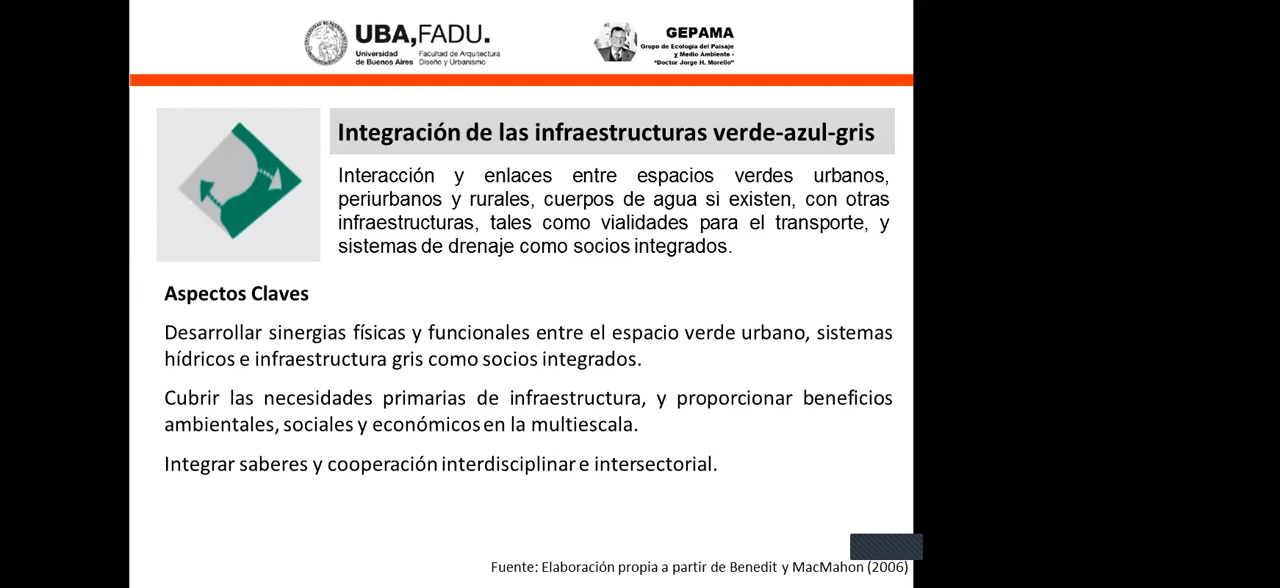 UBA,FADU.
Universidad Facultad de Arquitectura
de Buenos Aires Diseño y Urbanismo
GEPAMA
Grupo de Ecología del Paisaje
y Medio Ambiente -
"Doctor Jorge H. Morello"
Integración de las infraestructuras verde-azul-gris
Interacción y enlaces entre espacios verdes urbanos,
periurbanos y rurales, cuerpos de agua si existen, con otras
infraestructuras, tales como vialidades para el transporte, y
sistemas de drenaje como socios integrados.
Aspectos Claves
Desarrollar sinergias físicas y funcionales entre el espacio verde urbano, sistemas
hídricos e infraestructura gris como socios integrados.
Cubrir las necesidades primarias de infraestructura, y proporcionar beneficios
ambientales, sociales y económicos en la multiescala.
Integrar saberes y cooperación interdisciplinar e intersectorial.
Fuente: Elaboración propia a partir de Benedit y MacMahon (2006)